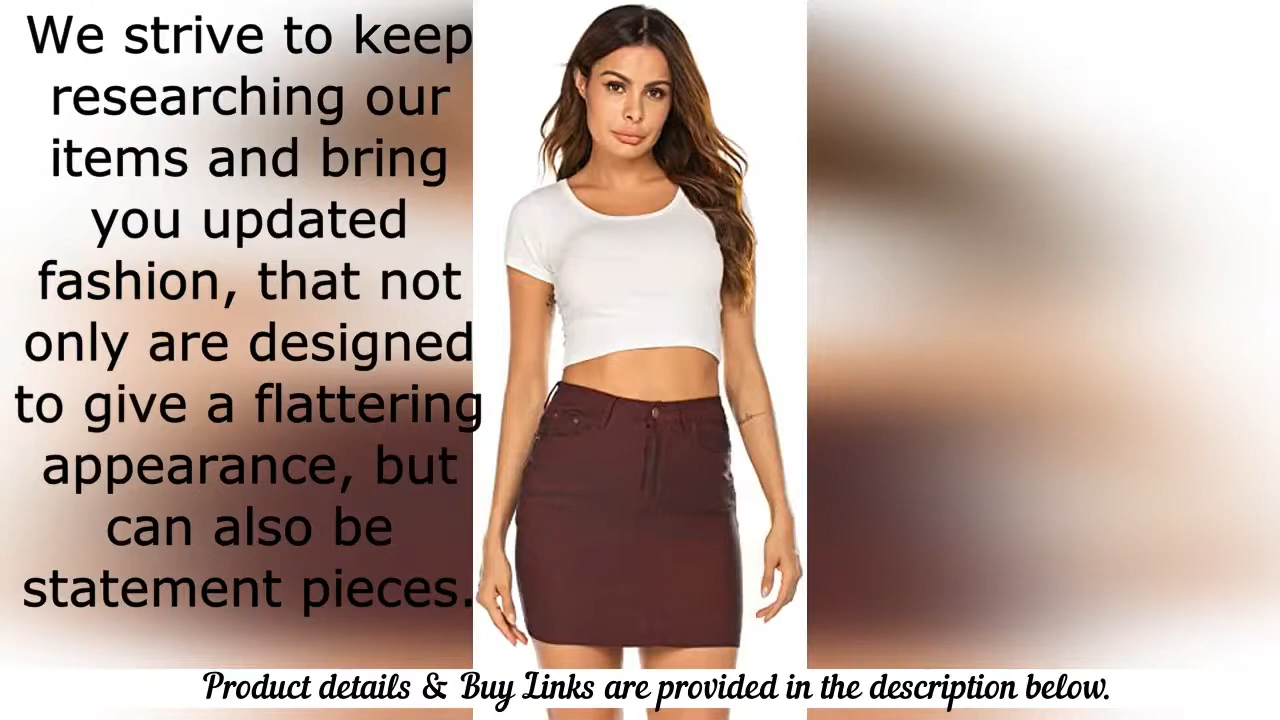 We strive to keep
researching our
items and bring
you updated
fashion, that not
only are designed
to give a flattering
appearance, but
can also be
statement pieces.
Product details & Buy Links are provided in the description below.